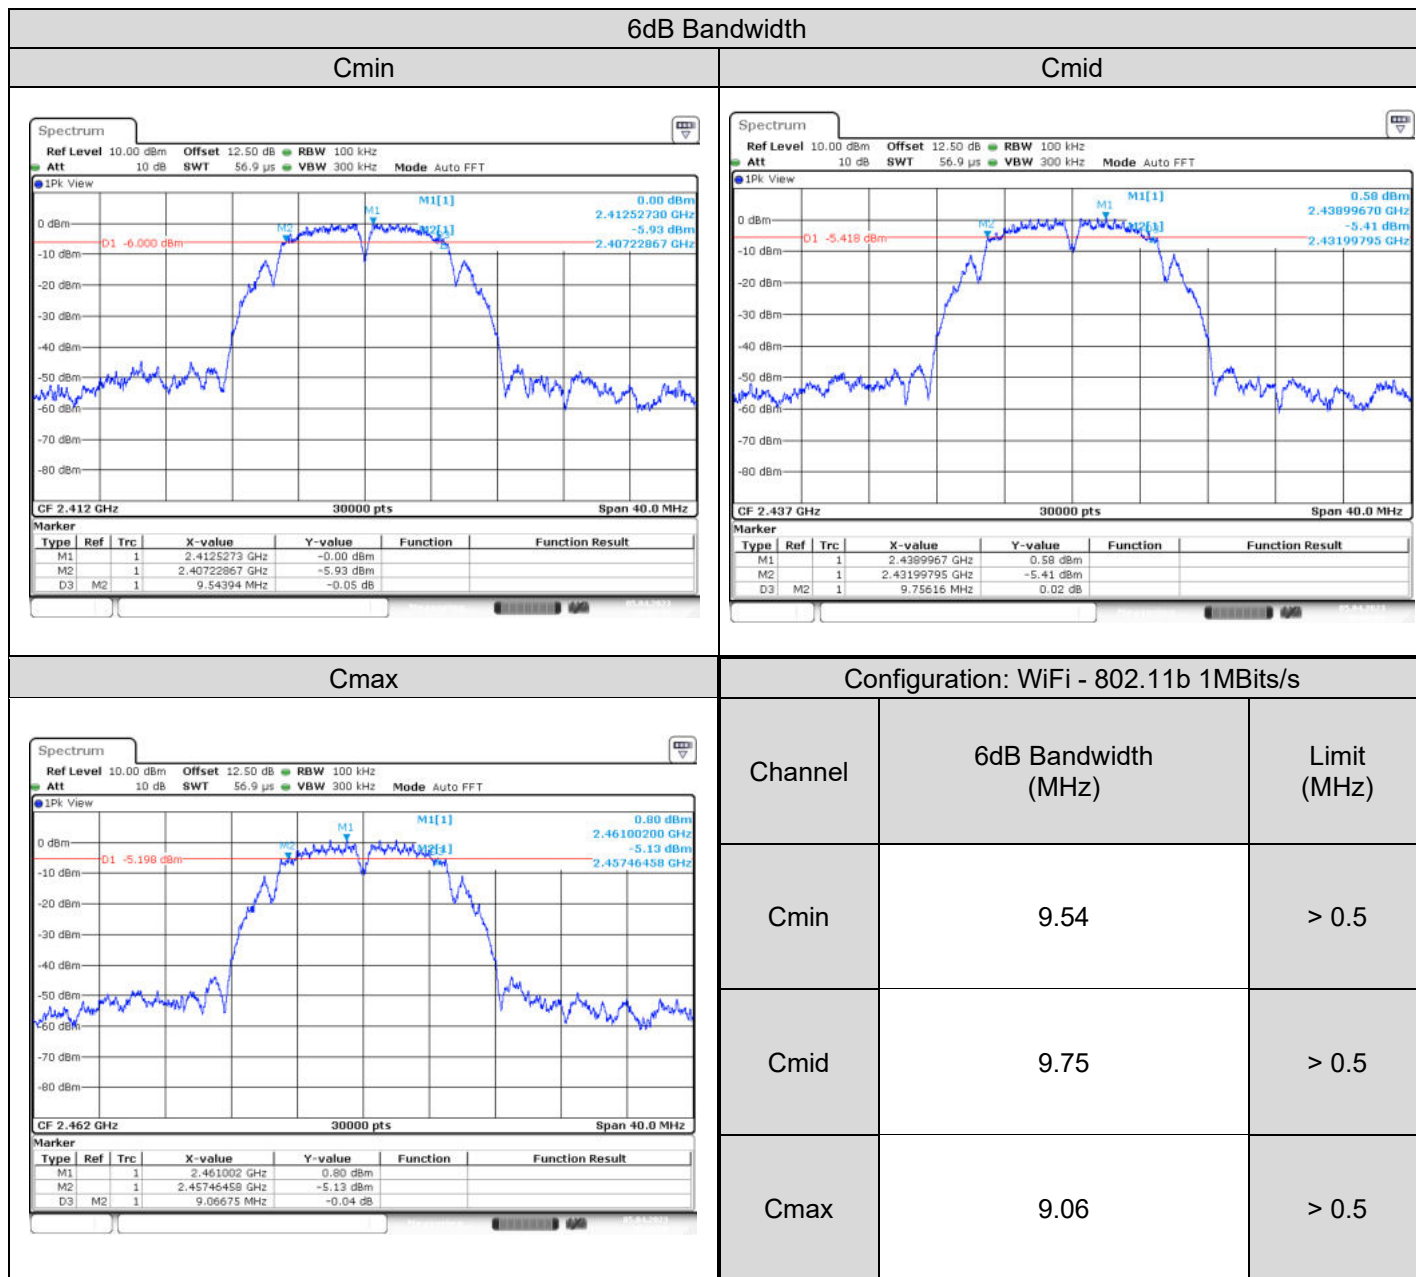 6dB Bandwidth
Cmin
Cmid
Spectrum
Ref Level 10.00 dBm Offset 12.50 dB RBW 100 kHz
Att 10 dB SWT 56.9 µs VBW 300 kHz Mode Auto FFT
1Pk View
M1[1] 0.00 dBm
2.41252730 GHz
M2[1] -5.93 dBm
2.40722867 GHz
M1
M2
0 dBm
D1 -6.000 dBm
-10 dBm
-20 dBm
-30 dBm
-40 dBm
-50 dBm
-60 dBm
-70 dBm
-80 dBm
CF 2.412 GHz 30000 pts Span 40.0 MHz
Marker
Type Ref Trc X-value Y-value Function Function Result
M1 1 2.4125273 GHz -0.00 dBm
M2 1 2.40722867 GHz -5.93 dBm
D3 M2 1 9.54394 MHz -0.05 dB
Spectrum
Ref Level 10.00 dBm Offset 12.50 dB RBW 100 kHz
Att 10 dB SWT 56.9 µs VBW 300 kHz Mode Auto FFT
1Pk View
M1[1] 0.58 dBm
2.43899670 GHz
M2[1] -5.41 dBm
2.43199795 GHz
M1
M2
0 dBm
D1 -5.418 dBm
-10 dBm
-20 dBm
-30 dBm
-40 dBm
-50 dBm
-60 dBm
-70 dBm
-80 dBm
CF 2.437 GHz 30000 pts Span 40.0 MHz
Marker
Type Ref Trc X-value Y-value Function Function Result
M1 1 2.4389967 GHz 0.58 dBm
M2 1 2.43199795 GHz -5.41 dBm
D3 M2 1 9.75616 MHz 0.02 dB
Cmax
Spectrum
Ref Level 10.00 dBm Offset 12.50 dB RBW 100 kHz
Att 10 dB SWT 56.9 µs VBW 300 kHz Mode Auto FFT
1Pk View
M1[1] 0.80 dBm
2.46100200 GHz
M2[1] -5.13 dBm
2.45746458 GHz
M1
M2
0 dBm
D1 -5.198 dBm
-10 dBm
-20 dBm
-30 dBm
-40 dBm
-50 dBm
-60 dBm
-70 dBm
-80 dBm
CF 2.462 GHz 30000 pts Span 40.0 MHz
Marker
Type Ref Trc X-value Y-value Function Function Result
M1 1 2.461002 GHz 0.80 dBm
M2 1 2.45746458 GHz -5.13 dBm
D3 M2 1 9.06675 MHz -0.04 dB
Configuration: WiFi - 802.11b 1MBits/s
Channel 6dB Bandwidth (MHz) Limit (MHz)
Cmin 9.54 > 0.5
Cmid 9.75 > 0.5
Cmax 9.06 > 0.5